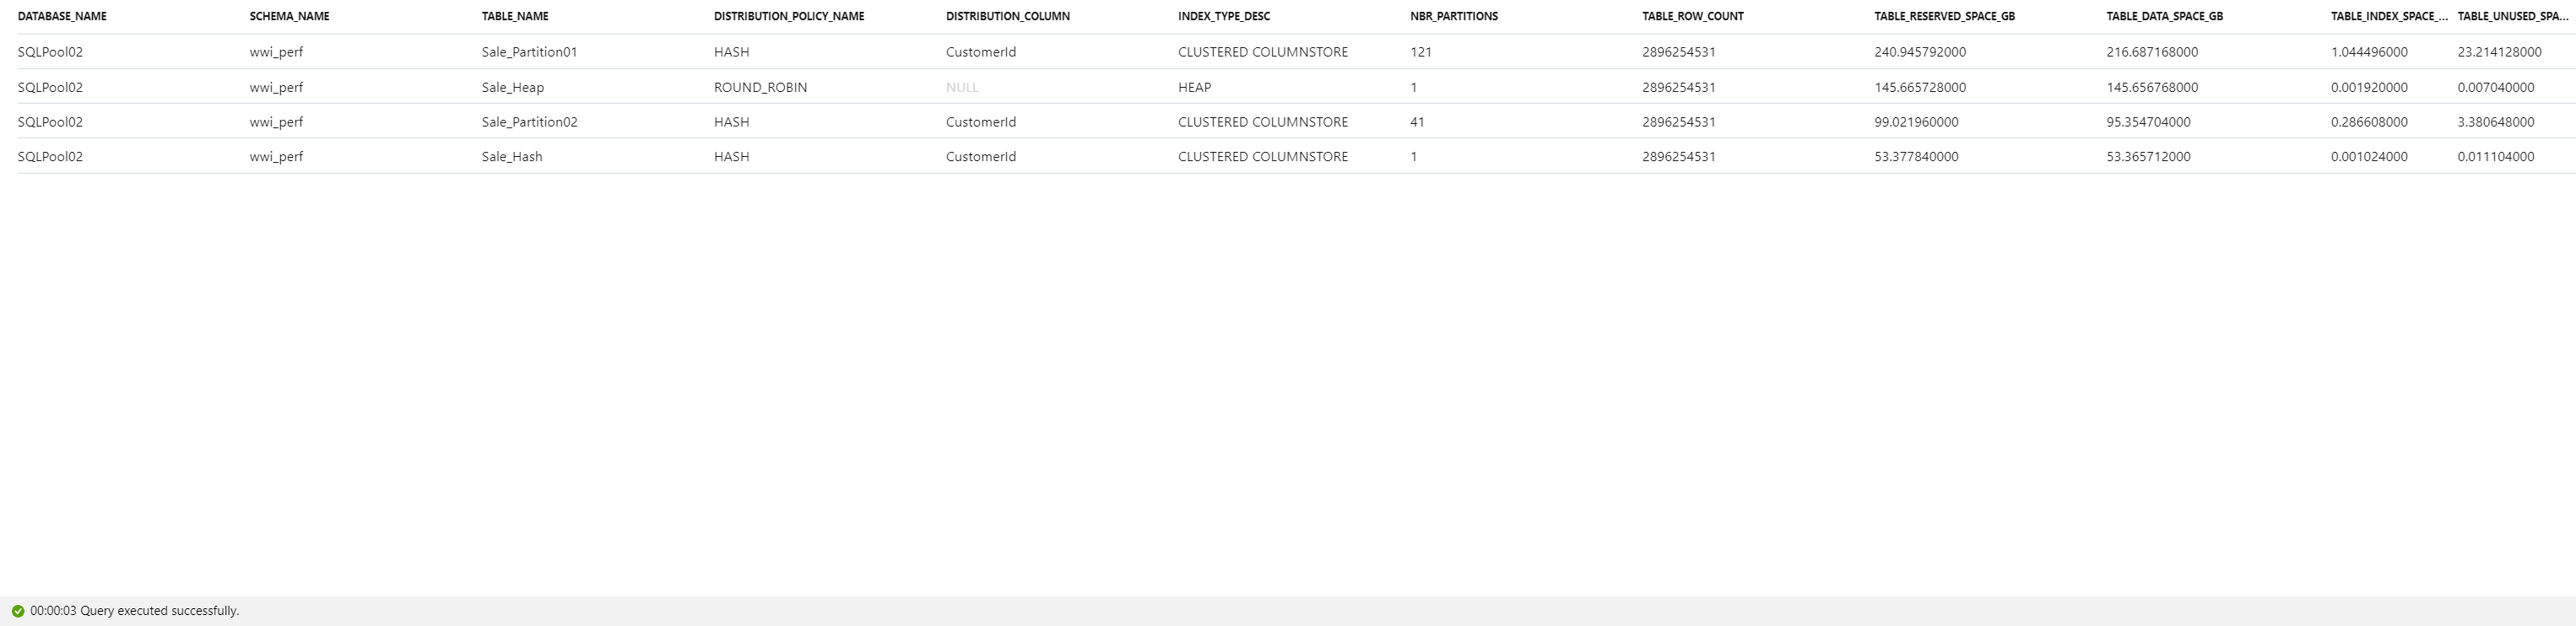 DATABASE_NAME SCHEMA_NAME TABLE_NAME DISTRIBUTION_POLICY_NAME DISTRIBUTION_COLUMN INDEX_TYPE_DESC NBR_PARTITIONS TABLE_ROW_COUNT TABLE_RESERVED_SPACE_GB TABLE_DATA_SPACE_GB TABLE_INDEX_SPACE_... TABLE_UNUSED_SPA...
SQLPool02 wwi_perf Sale_Partition01 HASH CustomerId CLUSTERED COLUMNSTORE 121 2896254531 240.945792000 216.687168000 1.044496000 23.214128000
SQLPool02 wwi_perf Sale_Heap ROUND_ROBIN NULL HEAP 1 2896254531 145.665728000 145.656768000 0.001920000 0.007040000
SQLPool02 wwi_perf Sale_Partition02 HASH CustomerId CLUSTERED COLUMNSTORE 41 2896254531 99.021960000 95.354704000 0.286608000 3.380648000
SQLPool02 wwi_perf Sale_Hash HASH CustomerId CLUSTERED COLUMNSTORE 1 2896254531 53.377840000 53.365712000 0.001024000 0.011104000
00:00:03 Query executed successfully.